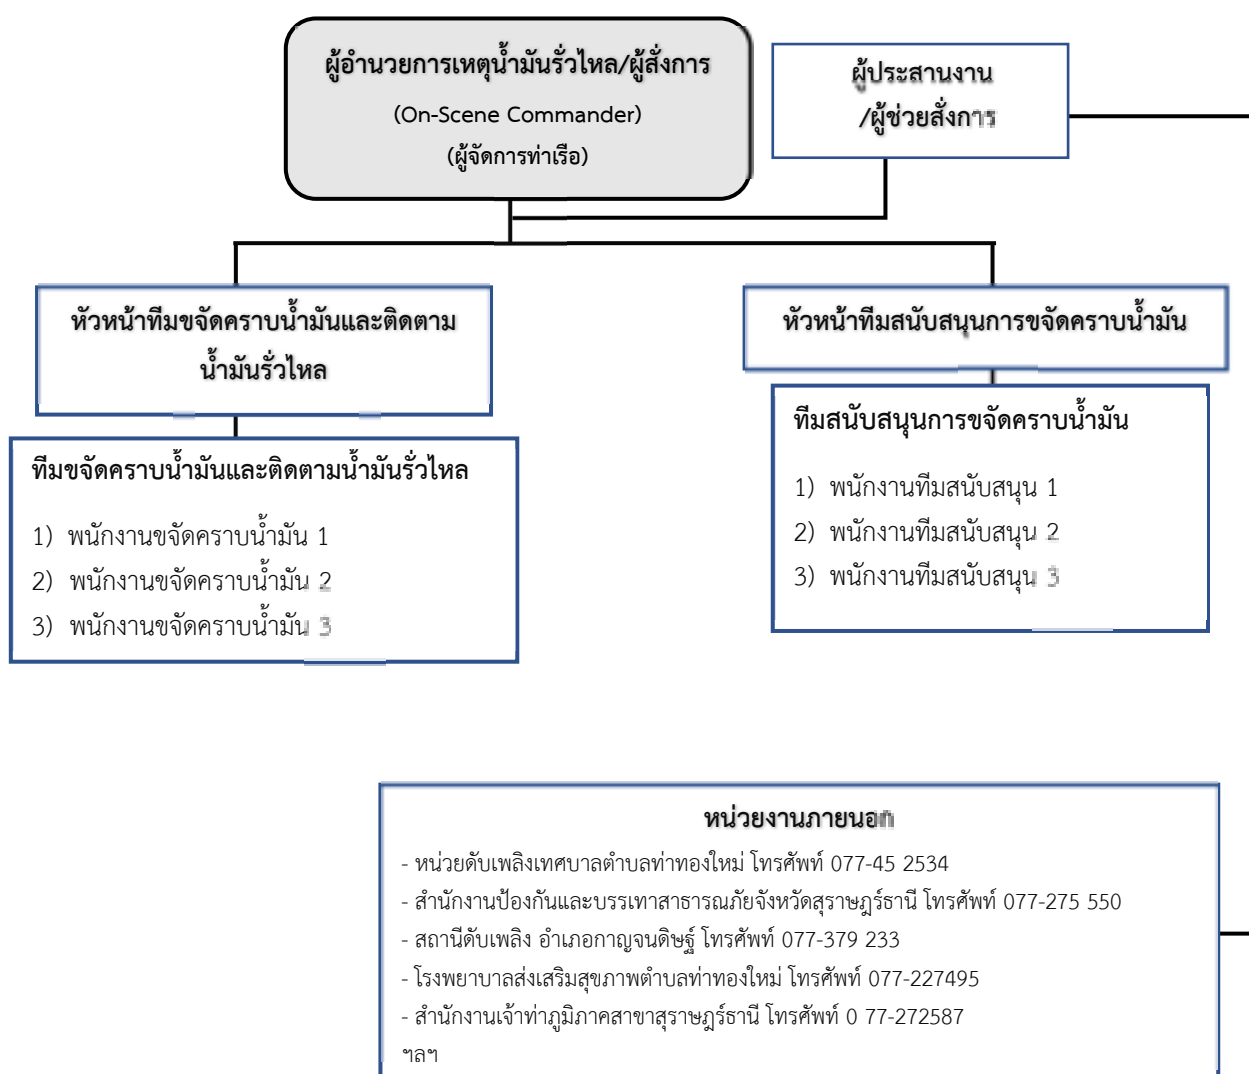 ผู้อำนวยการเหตุน้ำมันรั่วไหล/ผู้สั่งการ
(On-Scene Commander)
(ผู้จัดการท่าเรือ)
ผู้ประสานงาน
/ผู้ช่วยสั่งการ
หัวหน้าทีมขจัดคราบน้ำมันและติดตาม
น้ำมันรั่วไหล
หัวหน้าทีมสนับสนุนการขจัดคราบน้ำมัน
ทีมขจัดคราบน้ำมันและติดตามน้ำมันรั่วไหล
1) พนักงานขจัดคราบน้ำมัน 1
2) พนักงานขจัดคราบน้ำมัน 2
3) พนักงานขจัดคราบน้ำมัน 3
ทีมสนับสนุนการขจัดคราบน้ำมัน
1) พนักงานทีมสนับสนุน 1
2) พนักงานทีมสนับสนุน 2
3) พนักงานทีมสนับสนุน 3
หน่วยงานภายนอก
- หน่วยดับเพลิงเทศบาลตำบลท่าทองใหม่ โทรศัพท์ 077-45 2534
- สำนักงานป้องกันและบรรเทาสาธารณภัยจังหวัดสุราษฎร์ธานี โทรศัพท์ 077-275 550
- สถานีดับเพลิง อำเภอกาญจนดิษฐ์ โทรศัพท์ 077-379 233
- โรงพยาบาลส่งเสริมสุขภาพตำบลท่าทองใหม่ โทรศัพท์ 077-227495
- สำนักงานเจ้าท่าภูมิภาคสาขาสุราษฎร์ธานี โทรศัพท์ 0 77-272587
ฯลฯ